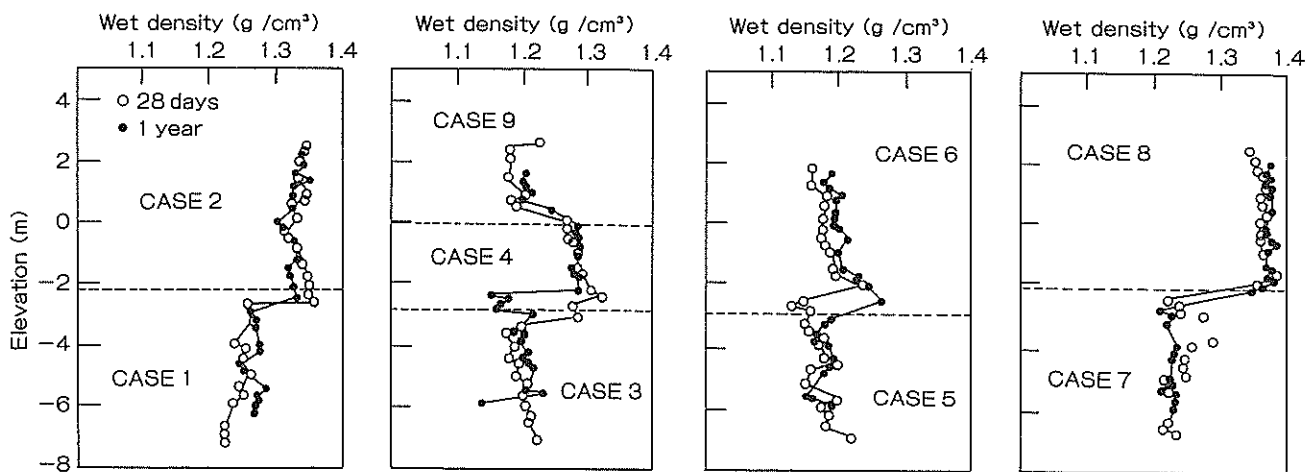 Wet density (g /cm³)
1.1 1.2 1.3 1.4
Wet density (g /cm³)
1.1 1.2 1.3 1.4
Wet density (g /cm³)
1.1 1.2 1.3 1.4
Wet density (g /cm³)
1.1 1.2 1.3 1.4
Elevation (m)
4
2
0
−2
−4
−6
−8
28 days
1 year
CASE 2
CASE 1
CASE 9
CASE 4
CASE 3
CASE 6
CASE 5
CASE 8
CASE 7